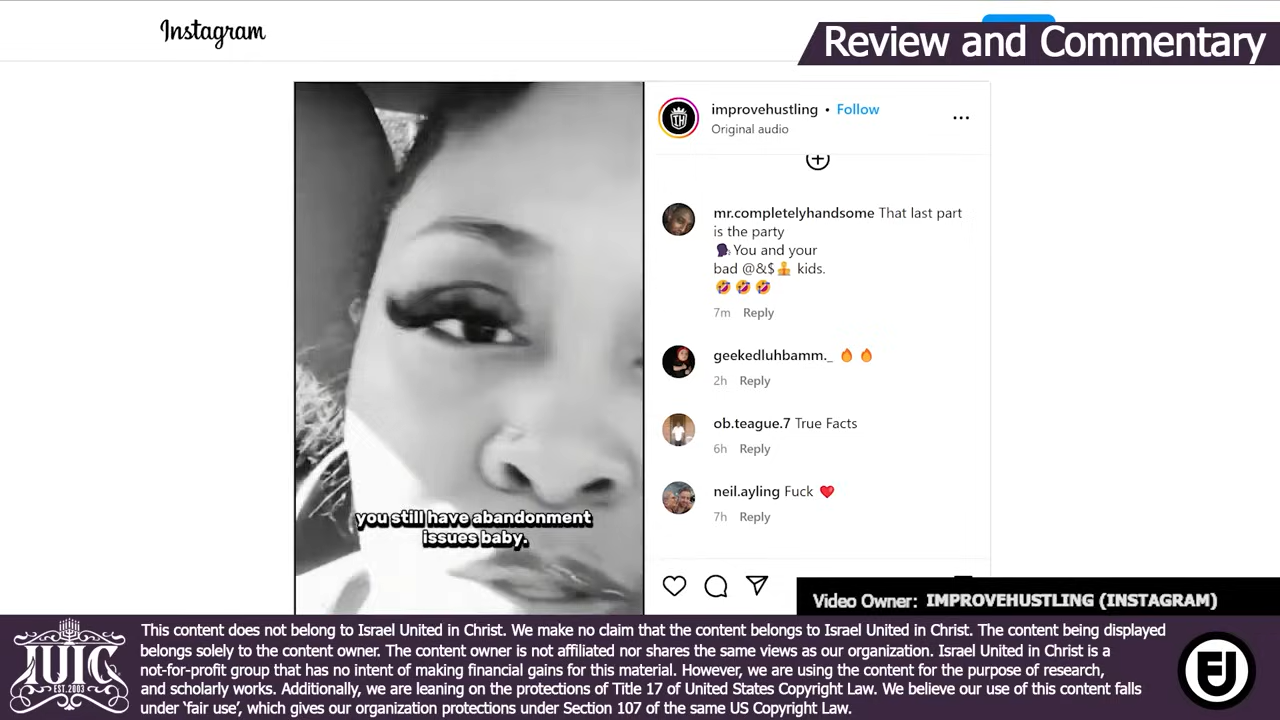 Instagram
Review and Commentary
improvehustling • Follow
Original audio
mr.completelyhandsome That last part
is the party
You and your
bad @&$ kids.
7m Reply
geekedluhbamm._
2h Reply
ob.teague.7 True Facts
6h Reply
neil.ayling Fuck
7h Reply
you still have abandonment
issues baby.
Video Owner: IMPROVEHUSTLING (INSTAGRAM)
IUIC
EST. 2003
This content does not belong to Israel United in Christ. We make no claim that the content belongs to Israel United in Christ. The content being displayed
belongs solely to the content owner. The content owner is not affiliated nor shares the same views as our organization. Israel United in Christ is a
not-for-profit group that has no intent of making financial gains for this material. However, we are using the content for the purpose of research,
and scholarly works. Additionally, we are leaning on the protections of Title 17 of United States Copyright Law. We believe our use of this content falls
under 'fair use', which gives our organization protections under Section 107 of the same US Copyright Law.